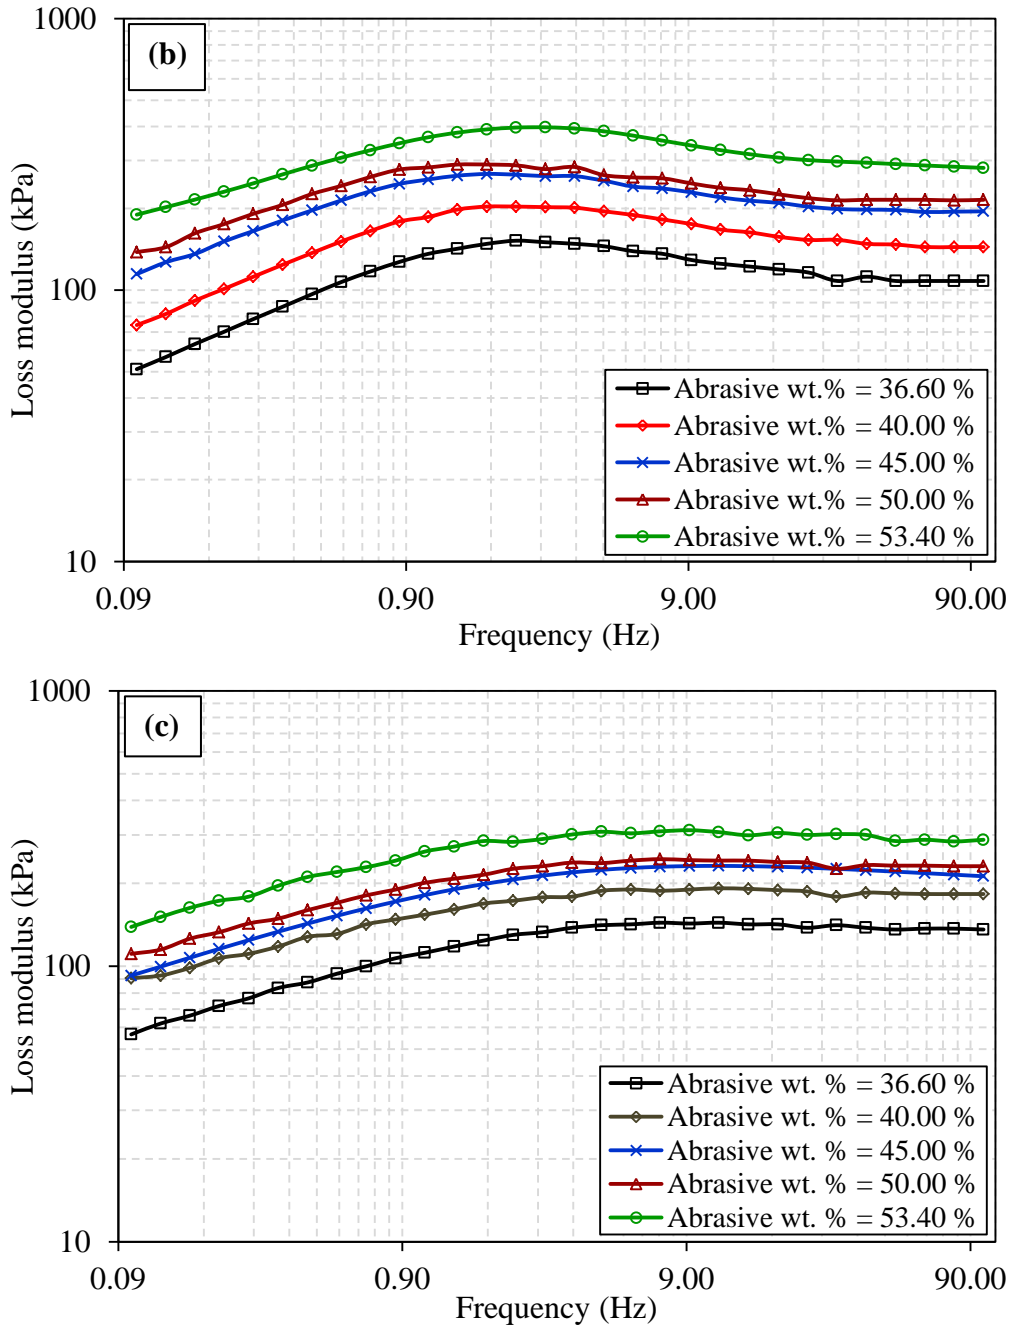 1000
(b)
100
10
Loss modulus (kPa)
Abrasive wt.% = 36.60 %
Abrasive wt.% = 40.00 %
Abrasive wt.% = 45.00 %
Abrasive wt.% = 50.00 %
Abrasive wt.% = 53.40 %
0.09 0.90 9.00 90.00
Frequency (Hz)
1000
(c)
100
10
Loss modulus (kPa)
Abrasive wt. % = 36.60 %
Abrasive wt. % = 40.00 %
Abrasive wt. % = 45.00 %
Abrasive wt. % = 50.00 %
Abrasive wt. % = 53.40 %
0.09 0.90 9.00 90.00
Frequency (Hz)